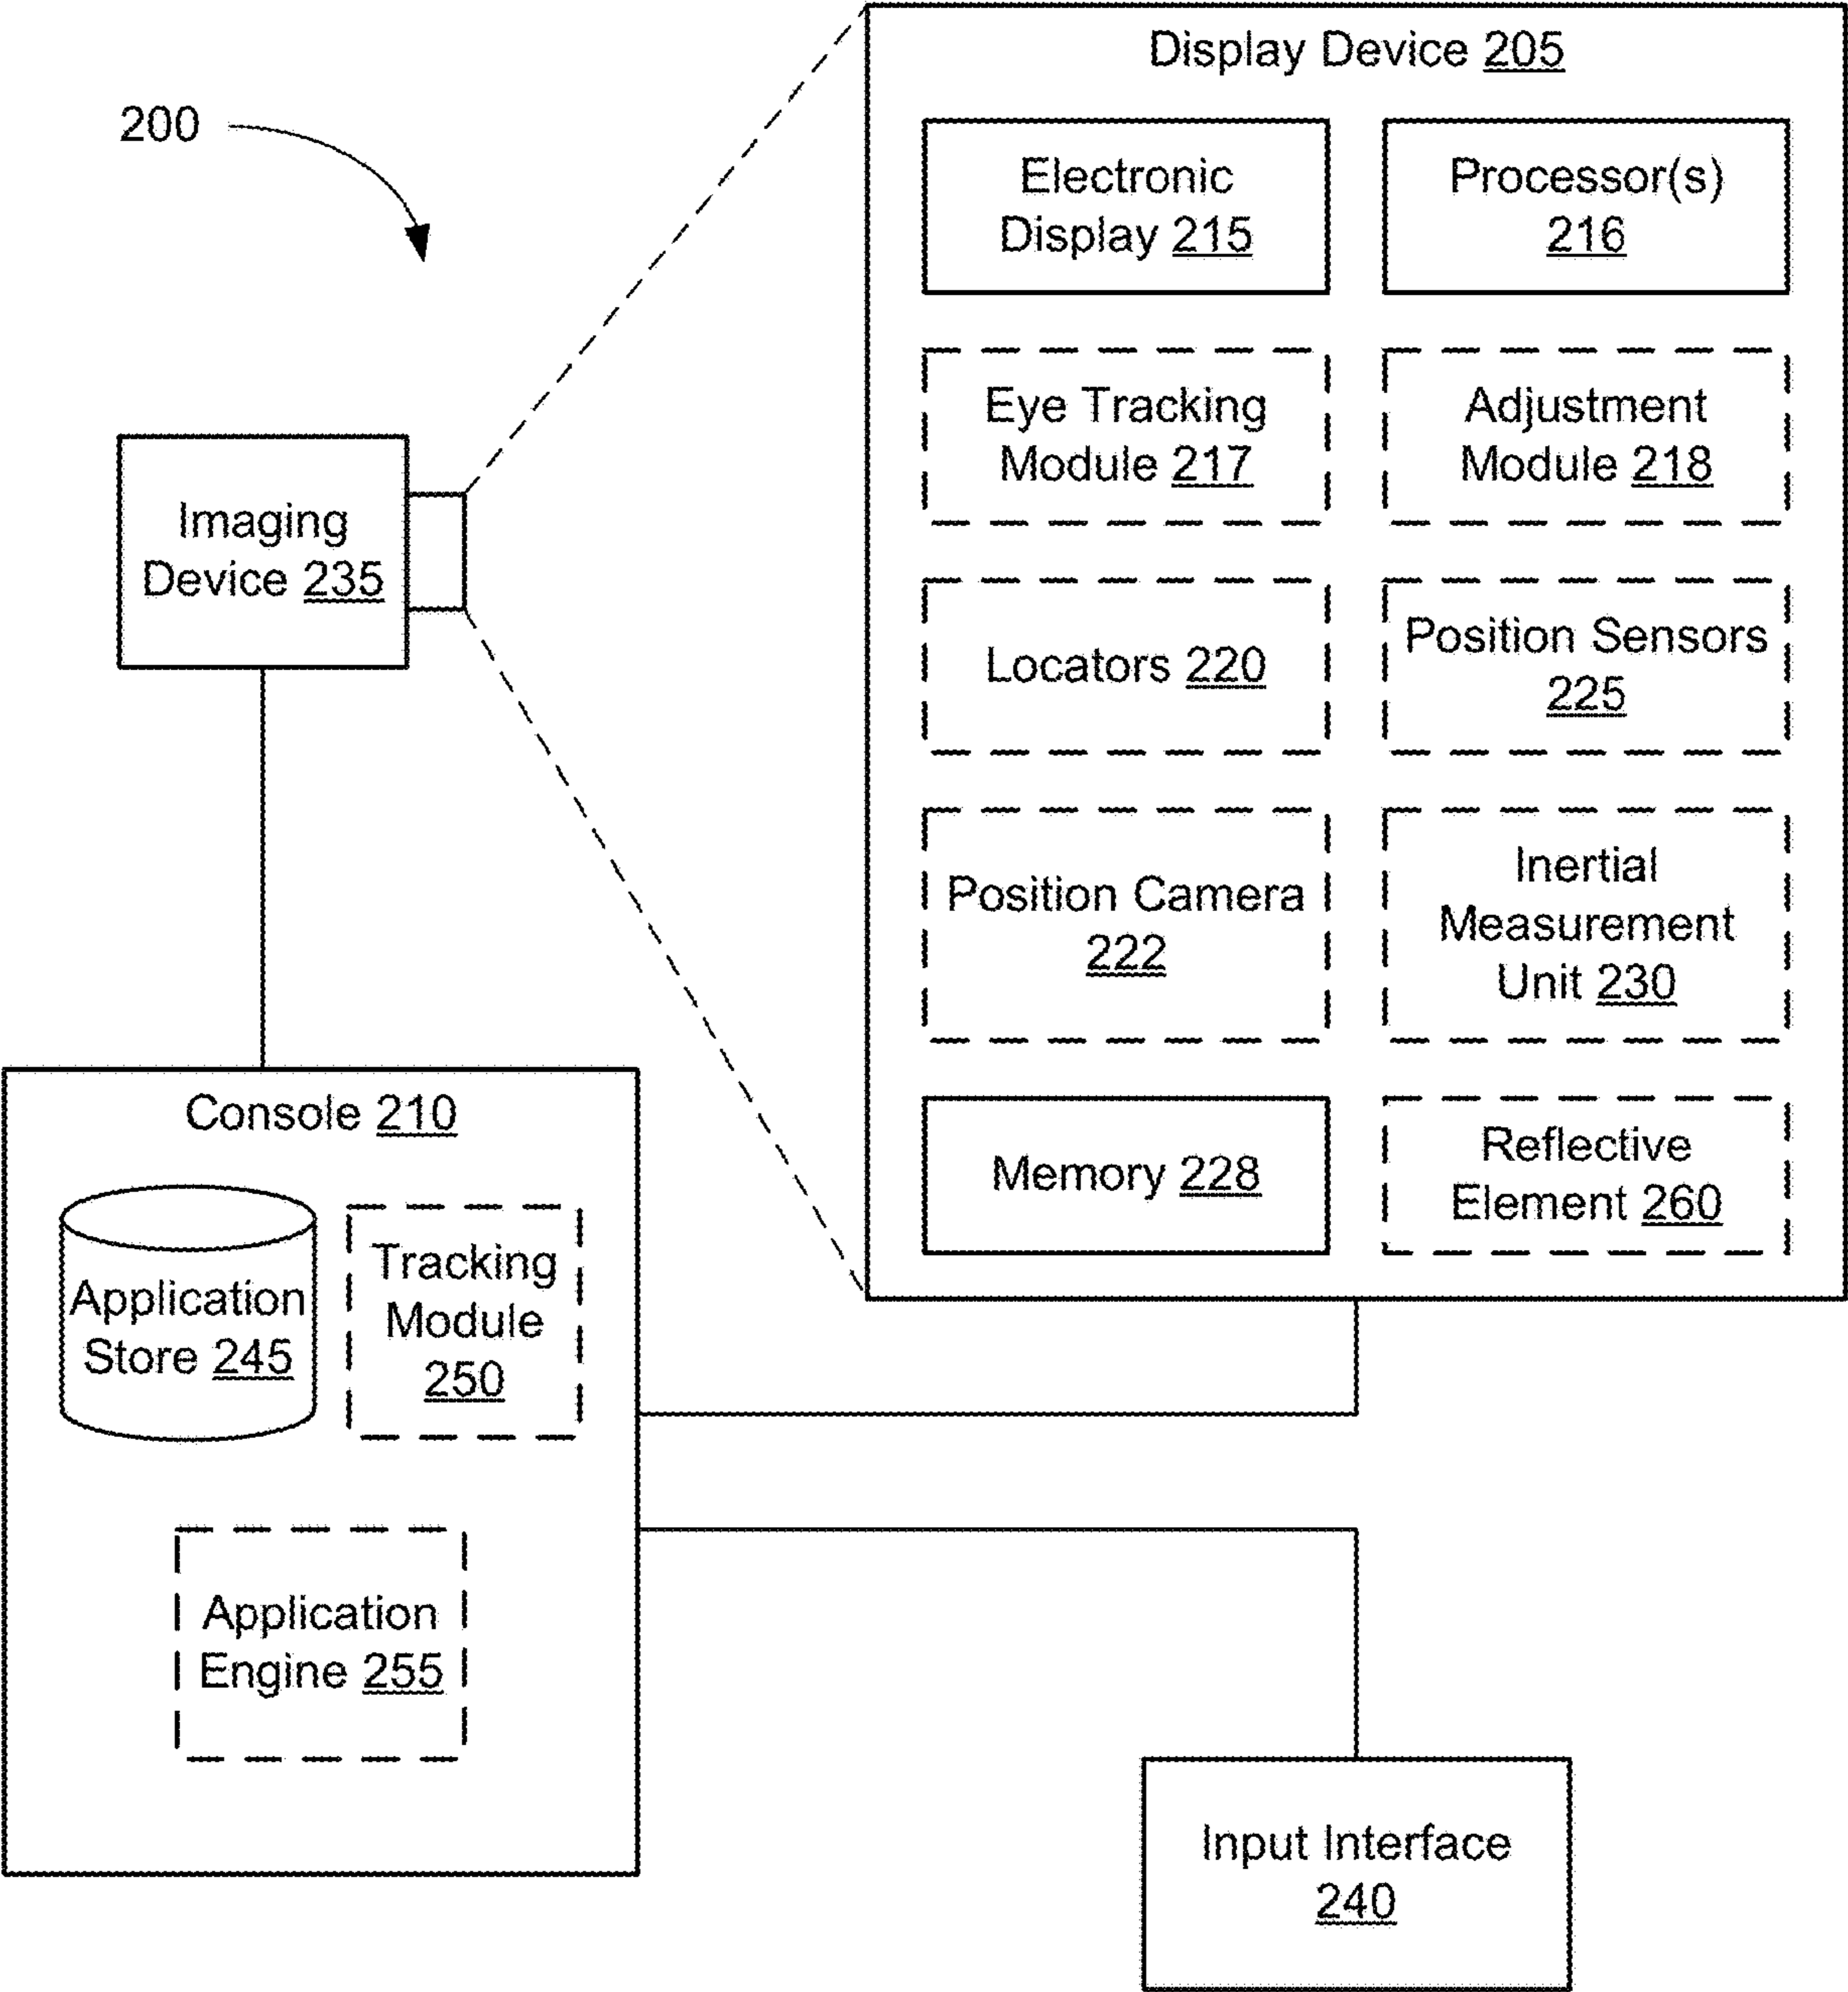 200
Display Device 205
Electronic
Display 215
Processor(s)
216
Eye Tracking
Module 217
Adjustment
Module 218
Imaging
Device 235
Locators 220
Position Sensors
225
Position Camera
222
Inertial
Measurement
Unit 230
Memory 228
Reflective
Element 260
Console 210
Application
Store 245
Tracking
Module
250
Application
Engine 255
Input Interface
240